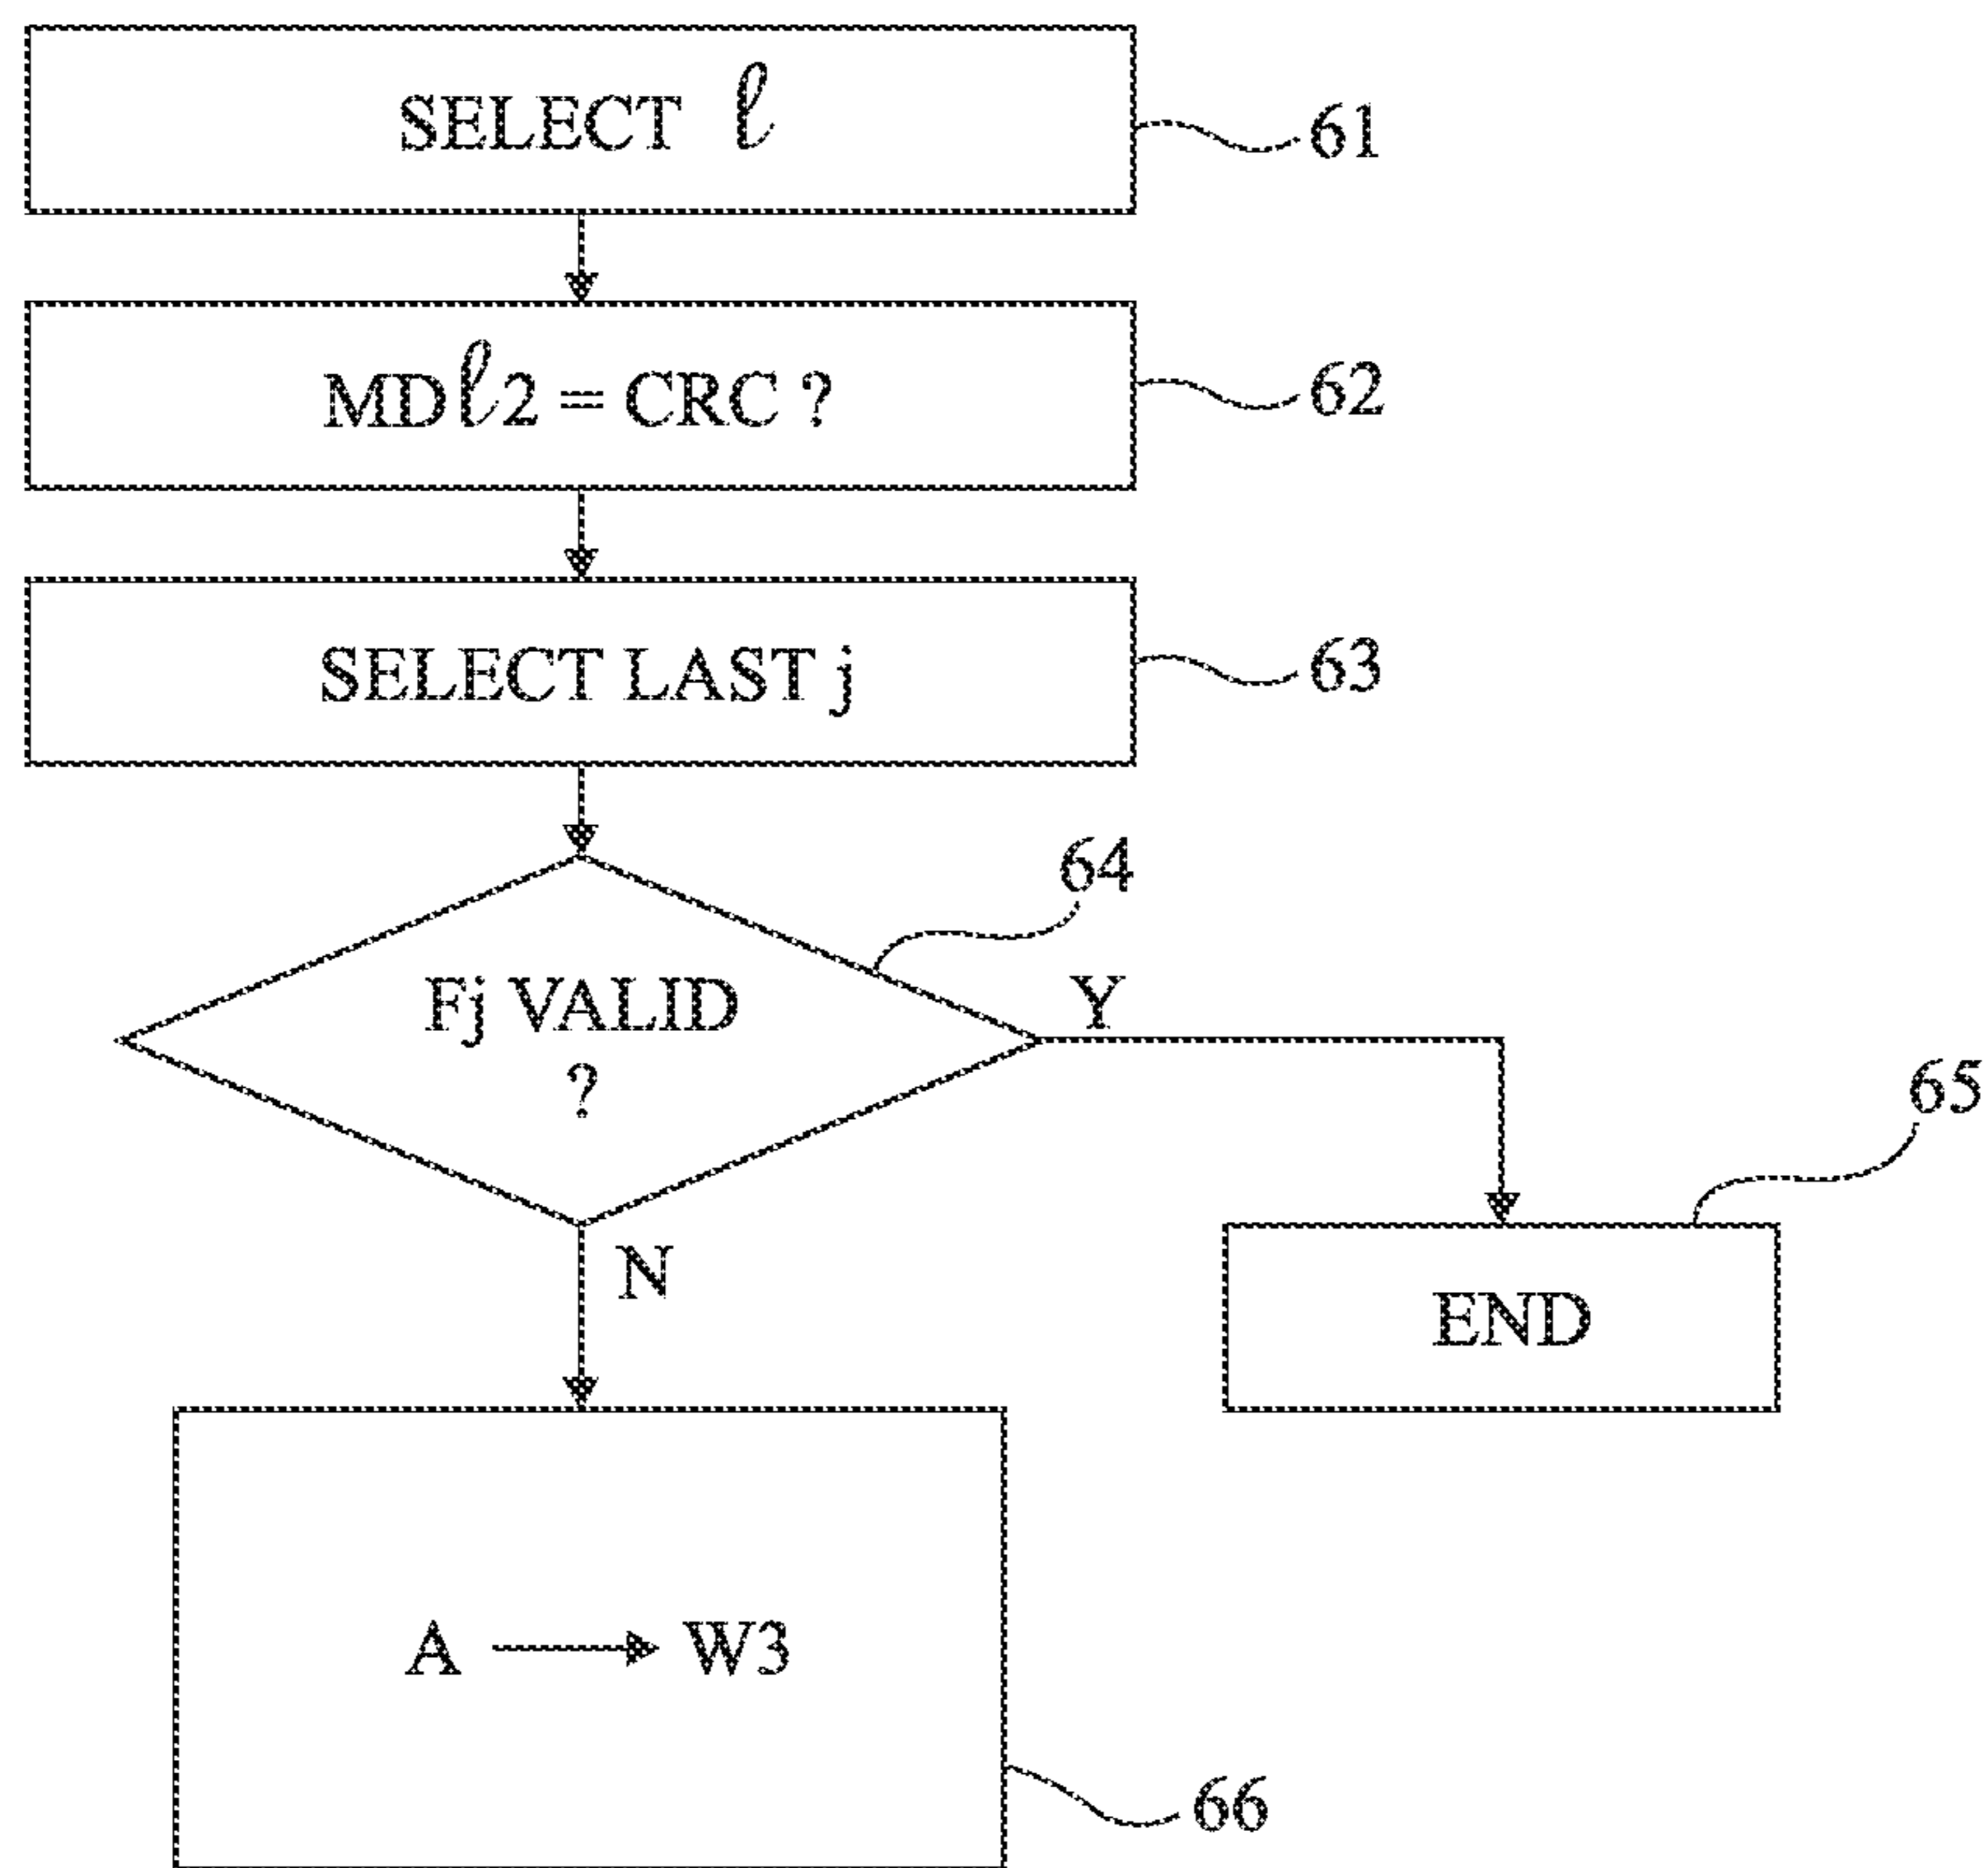 SELECT ℓ
61
MDℓ2 = CRC ?
62
SELECT LAST j
63
64
Fj VALID
?
Y
65
N
END
A → W3
66